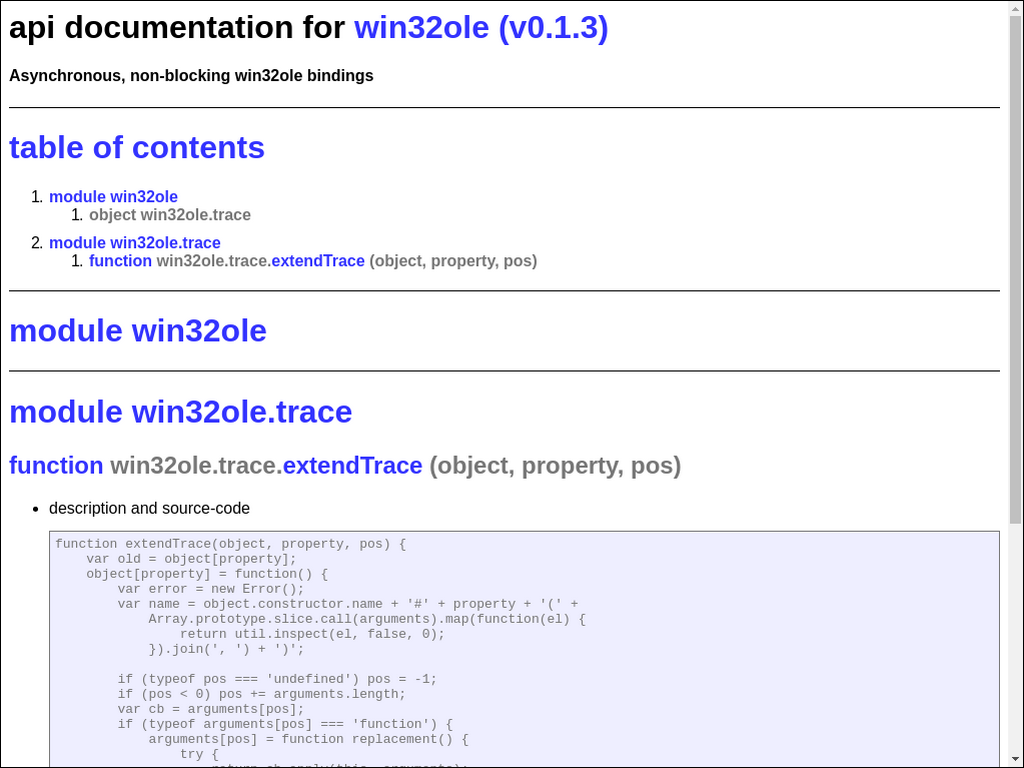 api documentation for win32ole (v0.1.3)
Asynchronous, non-blocking win32ole bindings
table of contents
1. module win32ole
1. object win32ole.trace
2. module win32ole.trace
1. function win32ole.trace.extendTrace (object, property, pos)
module win32ole
module win32ole.trace
function win32ole.trace.extendTrace (object, property, pos)
• description and source-code
function extendTrace(object, property, pos) {
    var old = object[property];
    object[property] = function() {
        var error = new Error();
        var name = object.constructor.name + '#' + property + '(' +
            Array.prototype.slice.call(arguments).map(function(el) {
                return util.inspect(el, false, 0);
            }).join(', ') + ')';
        if (typeof pos === 'undefined') pos = -1;
        if (pos < 0) pos += arguments.length;
        var cb = arguments[pos];
        if (typeof arguments[pos] === 'function') {
            arguments[pos] = function replacement() {
                try {
                    return cb.apply(this, arguments);